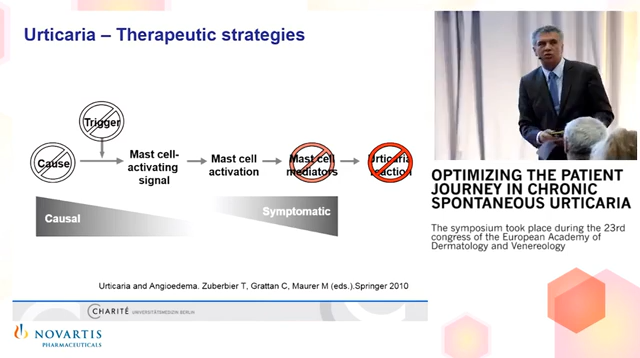 Urticaria – Therapeutic strategies
Trigger
Cause
Mast cell-
activating
signal
Mast cell
activation
Mast cell
mediators
Urticaria
reaction
Causal
Symptomatic
Urticaria and Angioedema. Zuberbier T, Grattan C, Maurer M (eds.).Springer 2010
CHARITÉ UNIVERSITÄTSMEDIZIN BERLIN
NOVARTIS
PHARMACEUTICALS
OPTIMIZING THE PATIENT
JOURNEY IN CHRONIC
SPONTANEOUS URTICARIA
The symposium took place during the 23rd
congress of the European Academy of
Dermatology and Venereology